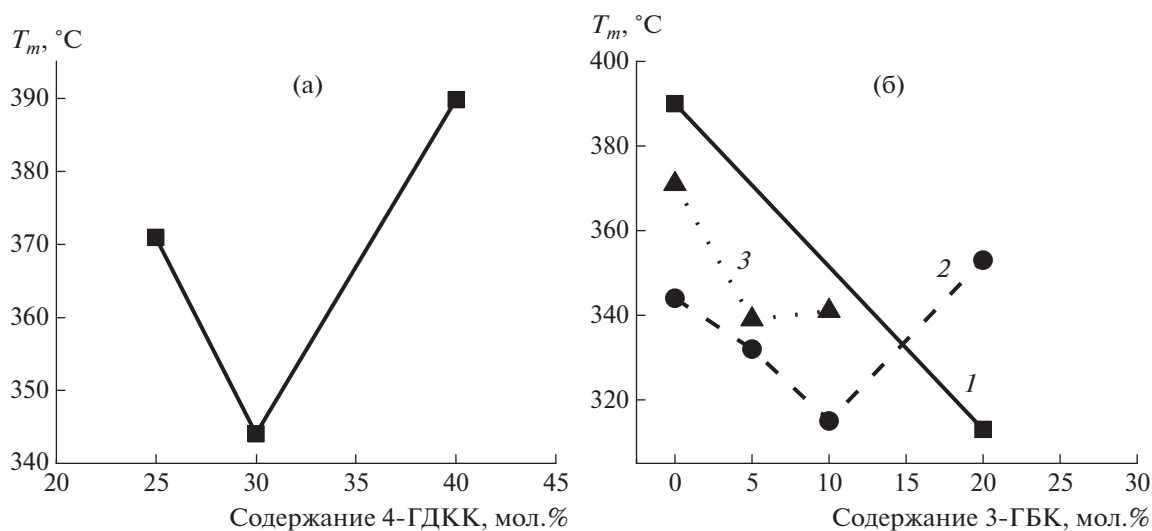 T_m, °C
(а)
390
380
370
360
350
340
20 25 30 35 40 45
Содержание 4-ГДКК, мол.%
T_m, °C
400
(б)
380
360
340
320
3
2
1
0 5 10 15 20 25 30
Содержание 3-ГБК, мол.%